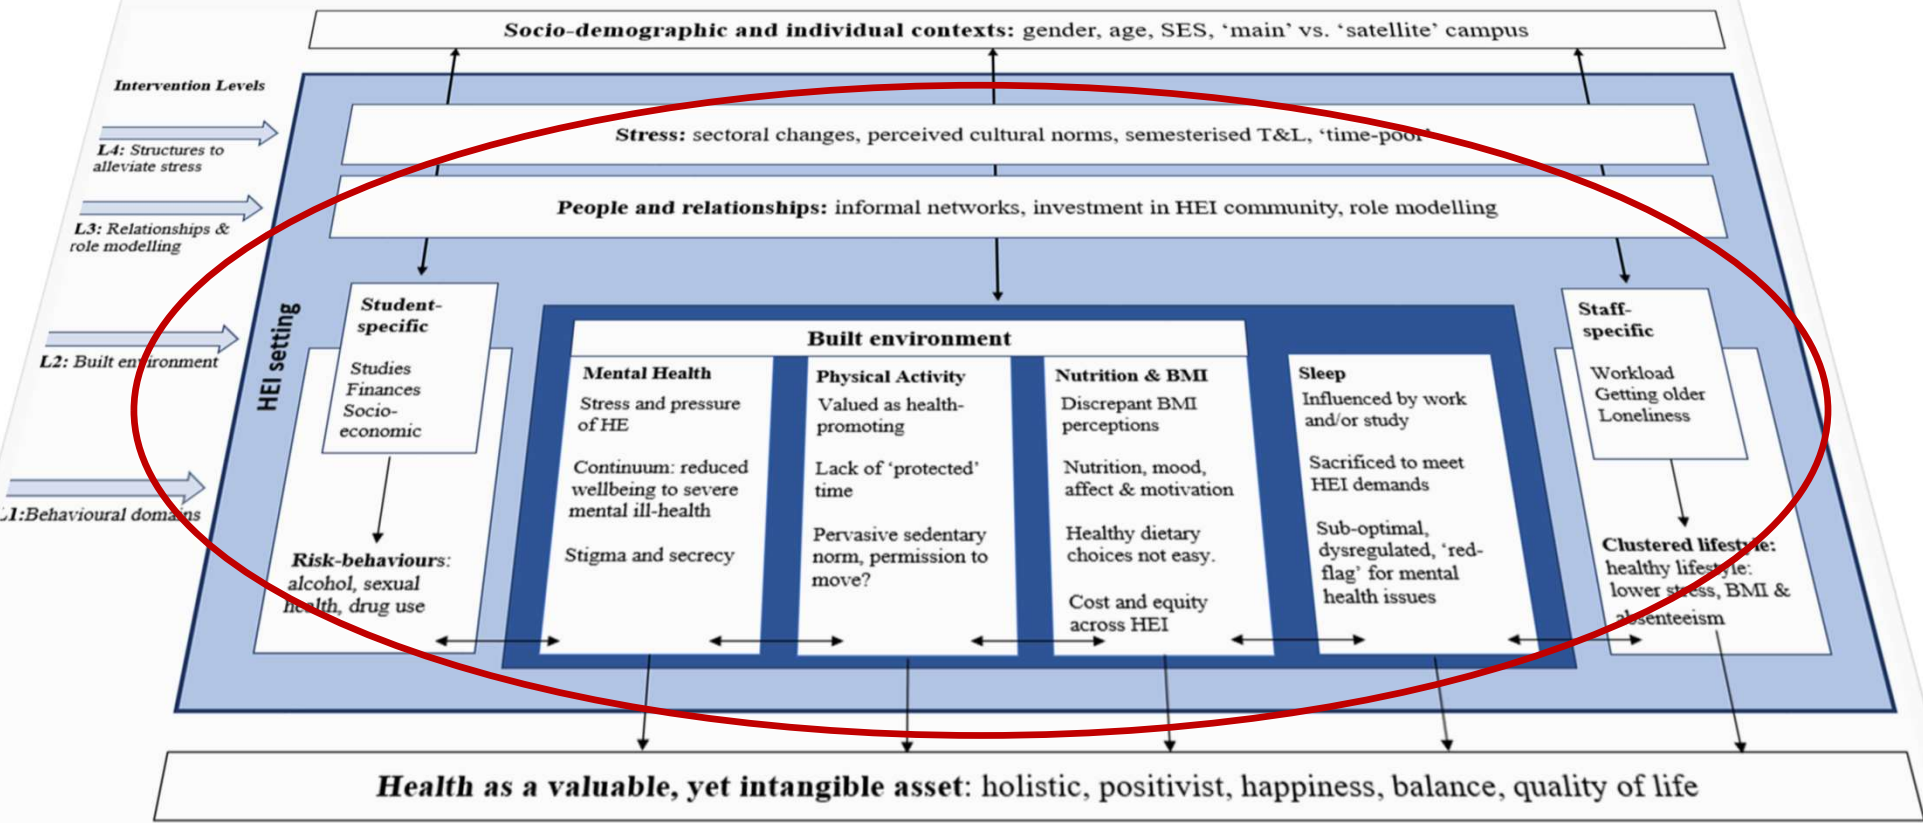 Socio-demographic and individual contexts: gender, age, SES, ‘main’ vs. ‘satellite’ campus
Intervention Levels
L4: Structures to
alleviate stress
L3: Relationships &
role modelling
L2: Built environment
L1:Behavioural domains
HEI setting
Stress: sectoral changes, perceived cultural norms, semesterised T&L, ‘time-poor’
People and relationships: informal networks, investment in HEI community, role modelling
Student-
specific
Studies
Finances
Socio-
economic
Risk-behaviours:
alcohol, sexual
health, drug use
Built environment
Mental Health
Stress and pressure
of HE
Continuum: reduced
wellbeing to severe
mental ill-health
Stigma and secrecy
Physical Activity
Valued as health-
promoting
Lack of ‘protected’
time
Pervasive sedentary
norm, permission to
move?
Nutrition & BMI
Discrepant BMI
perceptions
Nutrition, mood,
affect & motivation
Healthy dietary
choices not easy.
Cost and equity
across HEI
Sleep
Influenced by work
and/or study
Sacrificed to meet
HEI demands
Sub-optimal,
dysregulated, ‘red-
flag’ for mental
health issues
Staff-
specific
Workload
Getting older
Loneliness
Clustered lifestyle:
healthy lifestyle:
lower stress, BMI &
absenteeism
Health as a valuable, yet intangible asset: holistic, positivist, happiness, balance, quality of life